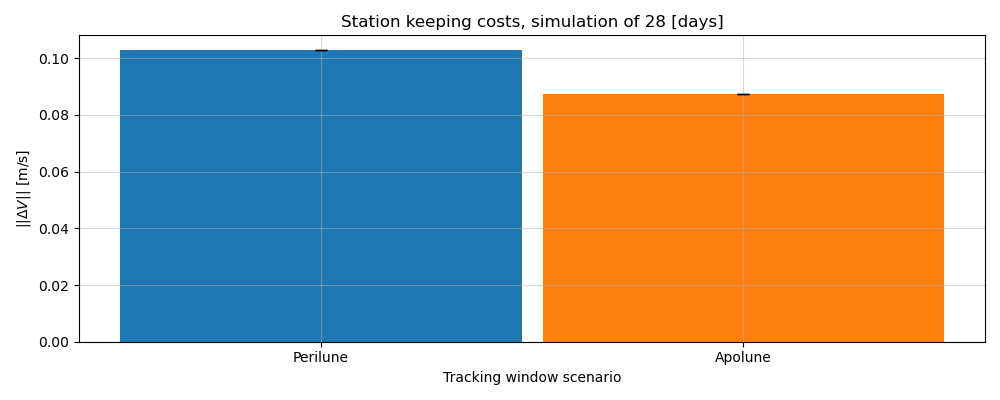 Station keeping costs, simulation of 28 [days]
||ΔV|| [m/s]
0.10
0.08
0.06
0.04
0.02
0.00
Perilune
Apolune
Tracking window scenario